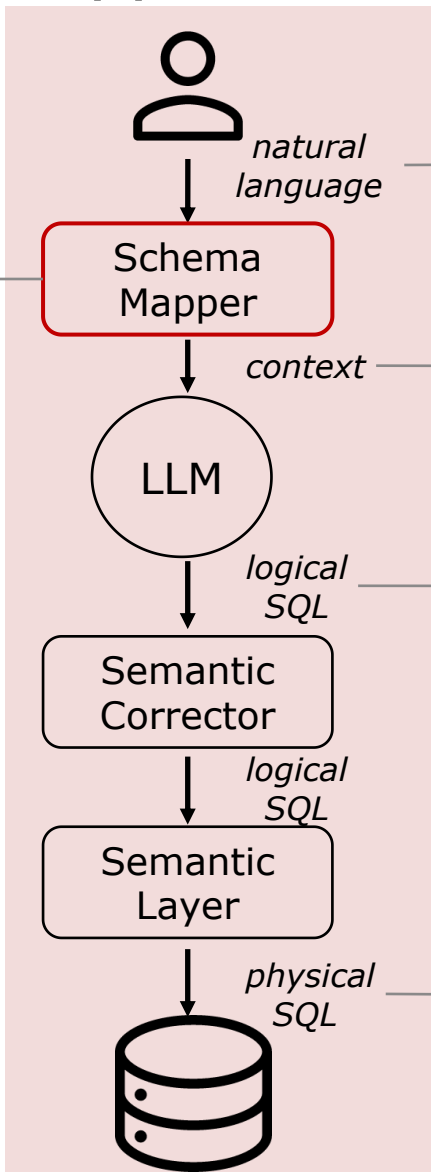 natural
language
Schema
Mapper
context
LLM
logical
SQL
Semantic
Corrector
logical
SQL
Semantic
Layer
physical
SQL